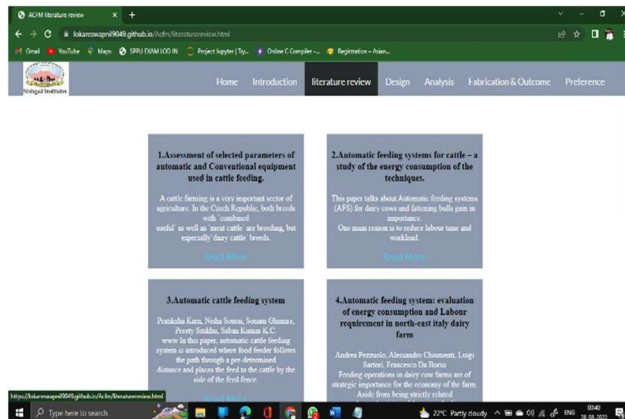 ACFM literature review
lokareswapnil9049.github.io/Acfm/literaturereview.html
Gmail YouTube Maps SPPU EXAM LOG IN Project Jupyter | Try... Online C Compiler -... Registration - Asian...
Home Introduction literature review Design Analysis Fabrication & Outcome Preference
1.Assessment of selected parameters of
automatic and Conventional equipment
used in cattle feeding.
A cattle farming is a very important sector of
agriculture. In the Czech Republic, both breeds
with 'combined
useful' as well as 'meat cattle' are breeding, but
especially 'dairy cattle' breeds.
Read More
2.Automatic feeding systems for cattle – a
study of the energy consumption of the
techniques.
This paper talks about Automatic feeding systems
(AFS) for dairy cows and fattening bulls gain in
importance.
One main reason is to reduce labour time and
workload.
Read More
3.Automatic cattle feeding system
Pratiksha Karn, Nisha Somai, Sonam Ghimire,
Preety Sinkhu, Saban Kumar K.C.
www In this paper, automatic cattle feeding
system is introduced where food feeder follows
the path through a pre-determined
distance and places the feed to the cattle by the
side of the feed fence.
4.Automatic feeding system: evaluation
of energy consumption and Labour
requirement in north-east italy dairy
farm
Andrea Pezzuolo, Alessandro Chiumenti, Luigi
Sartori, Francesco Da Borso
Feeding operations in dairy cow farms are of
strategic importance for the economy of the farm.
Aside from being strictly related
https://lokareswapnil9049.github.io/Acfm/literaturereview.html
Type here to search
22°C Partly cloudy ENG 00:40
28-08-2022